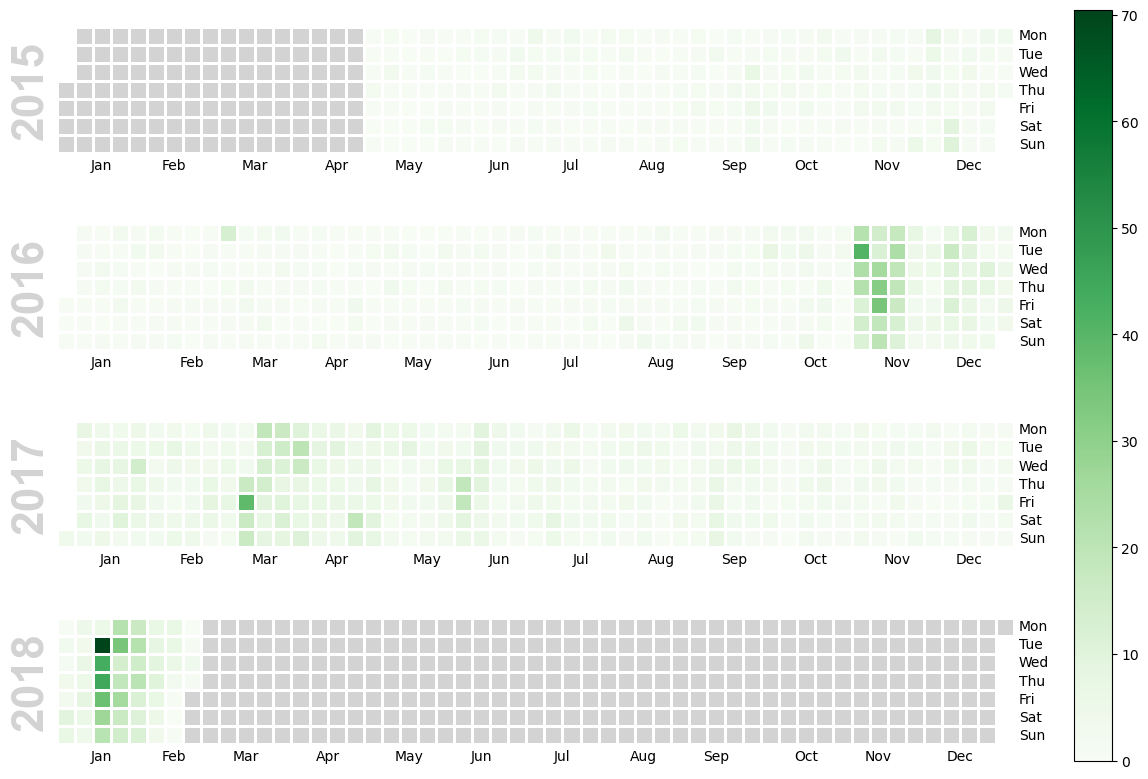 2015
Mon
Tue
Wed
Thu
Fri
Sat
Sun
Jan Feb Mar Apr May Jun Jul Aug Sep Oct Nov Dec
2016
Mon
Tue
Wed
Thu
Fri
Sat
Sun
Jan Feb Mar Apr May Jun Jul Aug Sep Oct Nov Dec
2017
Mon
Tue
Wed
Thu
Fri
Sat
Sun
Jan Feb Mar Apr May Jun Jul Aug Sep Oct Nov Dec
2018
Mon
Tue
Wed
Thu
Fri
Sat
Sun
Jan Feb Mar Apr May Jun Jul Aug Sep Oct Nov Dec
70
60
50
40
30
20
10
0